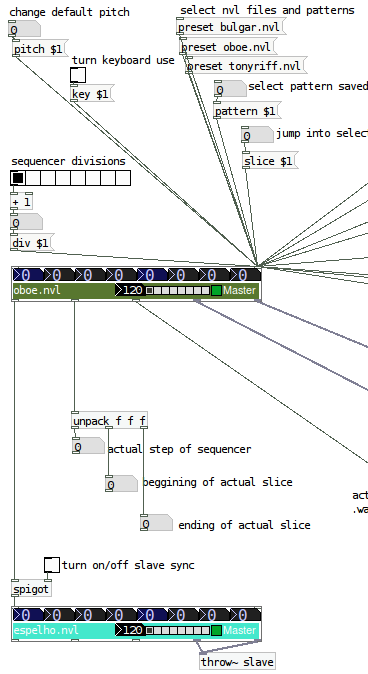 change default pitch
0
pitch $1
turn keyboard use
key $1
select nvl files and patterns
preset bulgar.nvl
preset oboe.nvl
preset tonyriff.nvl
0
select pattern saved
pattern $1
0
jump into select
slice $1
sequencer divisions
+ 1
0
div $1
0 0 0 0 0 0 0 0
oboe.nvl
>120
Master
unpack f f f
0
actual step of sequencer
0
beggining of actual slice
0
ending of actual slice
act
.wa
turn on/off slave sync
spigot
0 0 0 0 0 0 0 0
espelho.nvl
>120
Master
throw~ slave